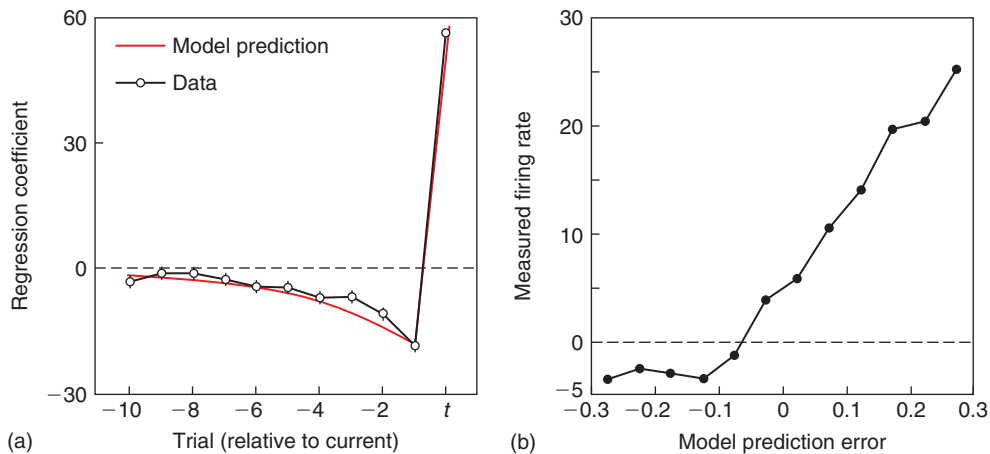 60
30
0
−30
Regression coefficient
Model prediction
Data
−10
−8
−6
−4
−2
t
(a)
Trial (relative to current)
30
20
10
0
−5
Measured firing rate
−0.3
−0.2
−0.1
0
0.1
0.2
0.3
(b)
Model prediction error